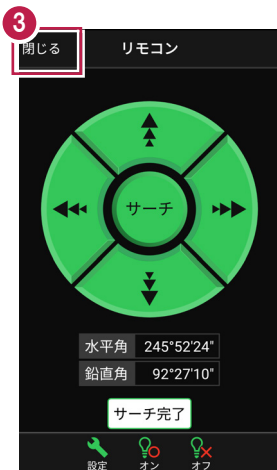 3
閉じる リモコン
サーチ
水平角 245°52'24"
鉛直角 92°27'10"
サーチ完了
設定 オン オフ